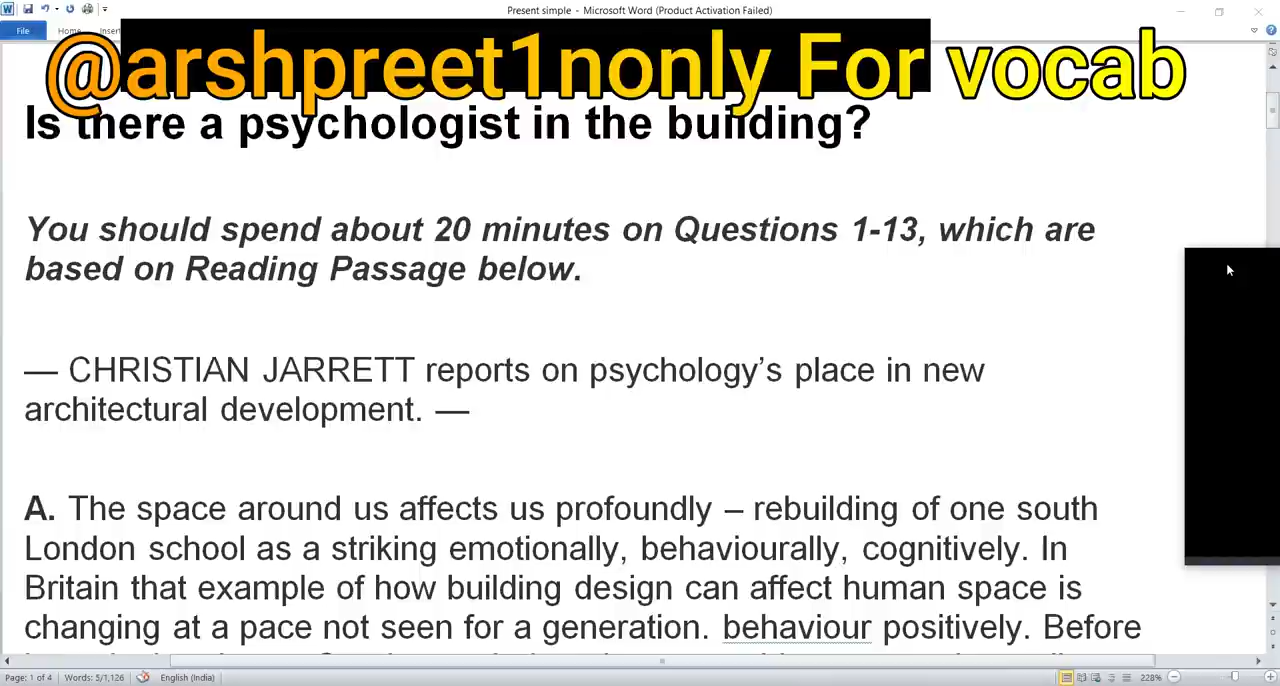 Present simple - Microsoft Word (Product Activation Failed)
File Home Insert
@arshpreet1nonly For vocab
Is there a psychologist in the building?
You should spend about 20 minutes on Questions 1-13, which are
based on Reading Passage below.
— CHRISTIAN JARRETT reports on psychology’s place in new
architectural development. —
A. The space around us affects us profoundly – rebuilding of one south
London school as a striking emotionally, behaviourally, cognitively. In
Britain that example of how building design can affect human space is
changing at a pace not seen for a generation. behaviour positively. Before
Page: 1 of 4 Words: 5/1,126 English (India) 228%